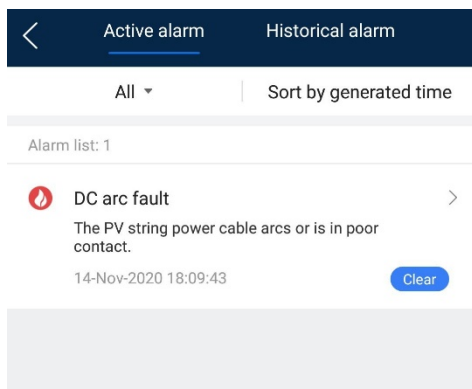 Active alarm Historical alarm
All Sort by generated time
Alarm list: 1
DC arc fault
The PV string power cable arcs or is in poor
contact.
14-Nov-2020 18:09:43 Clear